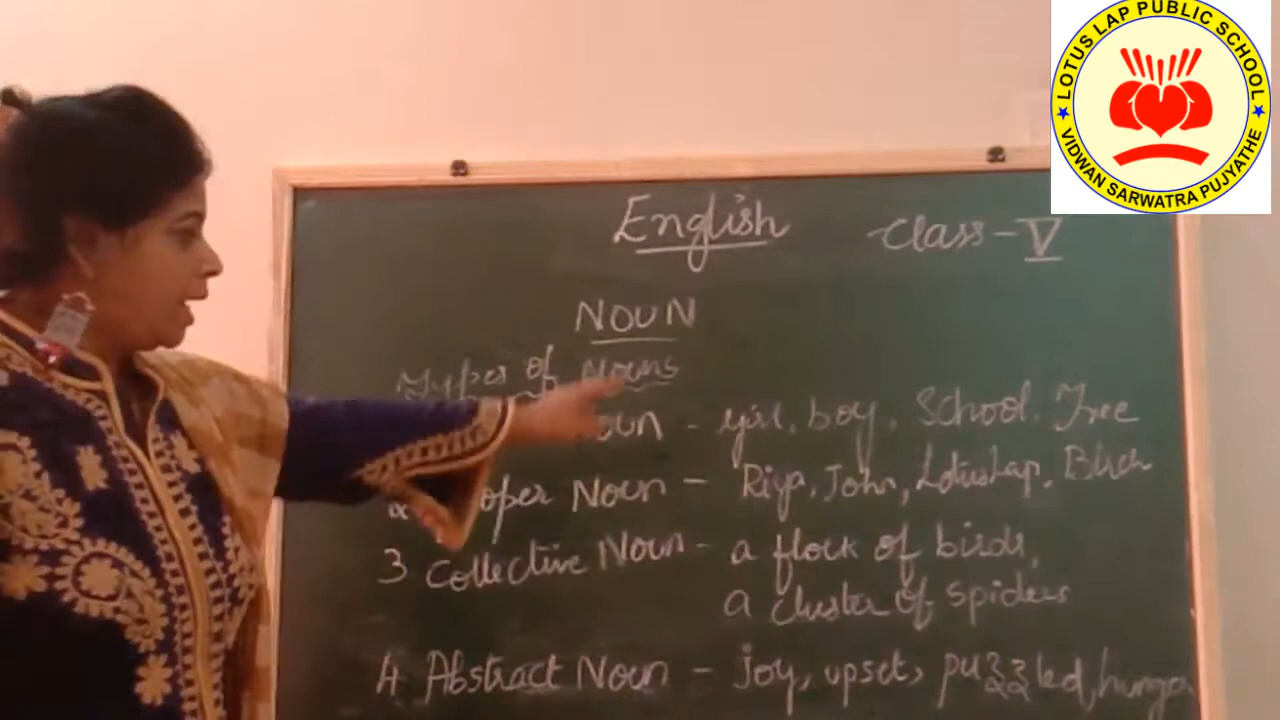 LOTUS LAP PUBLIC SCHOOL
VIDWAN SARWATRA PUJYATHE
English Class-V
NOUN
Types of Nouns
oun - girl, boy, School, Tree
oper Noun - Riya, John, LotusLap, Birch
3 Collective Noun - a flock of birds,
a cluster of spiders
4 Abstract Noun - joy, upset, puzzled, hunger